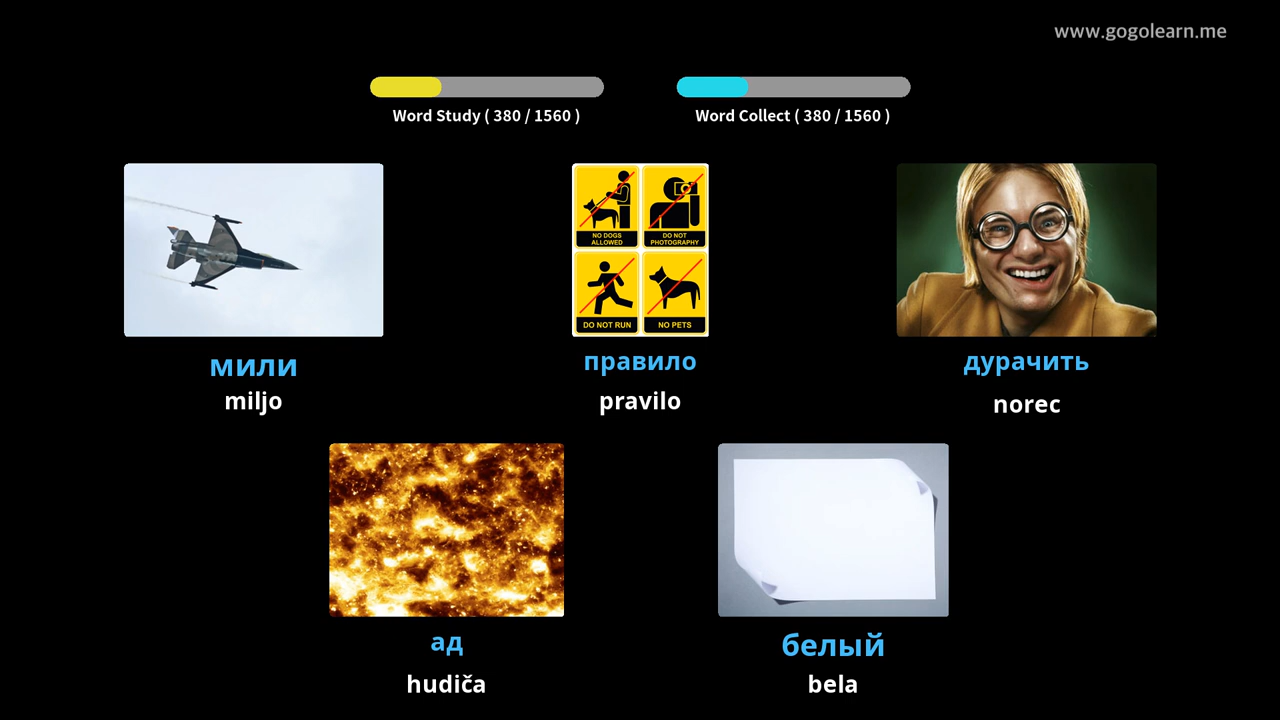 www.gogolearn.me
Word Study ( 380 / 1560 )
Word Collect ( 380 / 1560 )
NO DOGS
ALLOWED
DO NOT
PHOTOGRAPHY
DO NOT RUN
NO PETS
мили
miljo
правило
pravilo
дурачить
norec
ад
hudiča
белый
bela